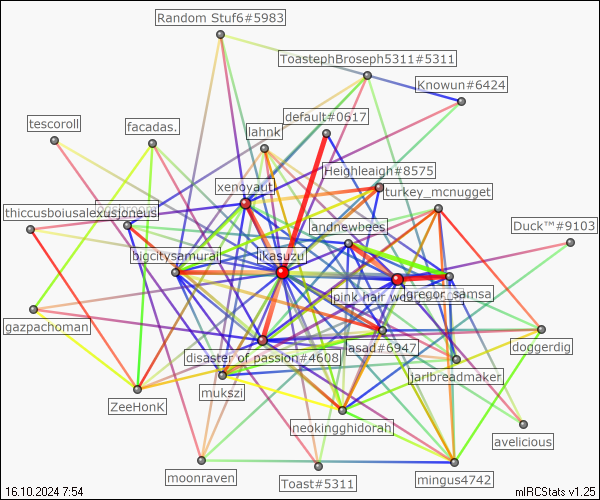 Random Stuf6#5983
ToastephBroseph5311#5311
Knowun#6424
default#0617
tescoroll
facadas.
lahnk
Heighleaigh#8575
xenoyauti
turkey_mcnugget
thiccusboiusalexusjoneus
andnewbees
Duck™#9103
bigcitysamurai
ikasuzu
pink hair
gregor_samsa
gazpachoman
disaster of passion#4608
asad#6947
doggerdig
jarlbreadmaker
mukszi
ZeeHonK
neokingghidorah
avelicious
moonraven
Toast#5311
mingus4742
16.10.2024 7:54
mIRCStats v1.25